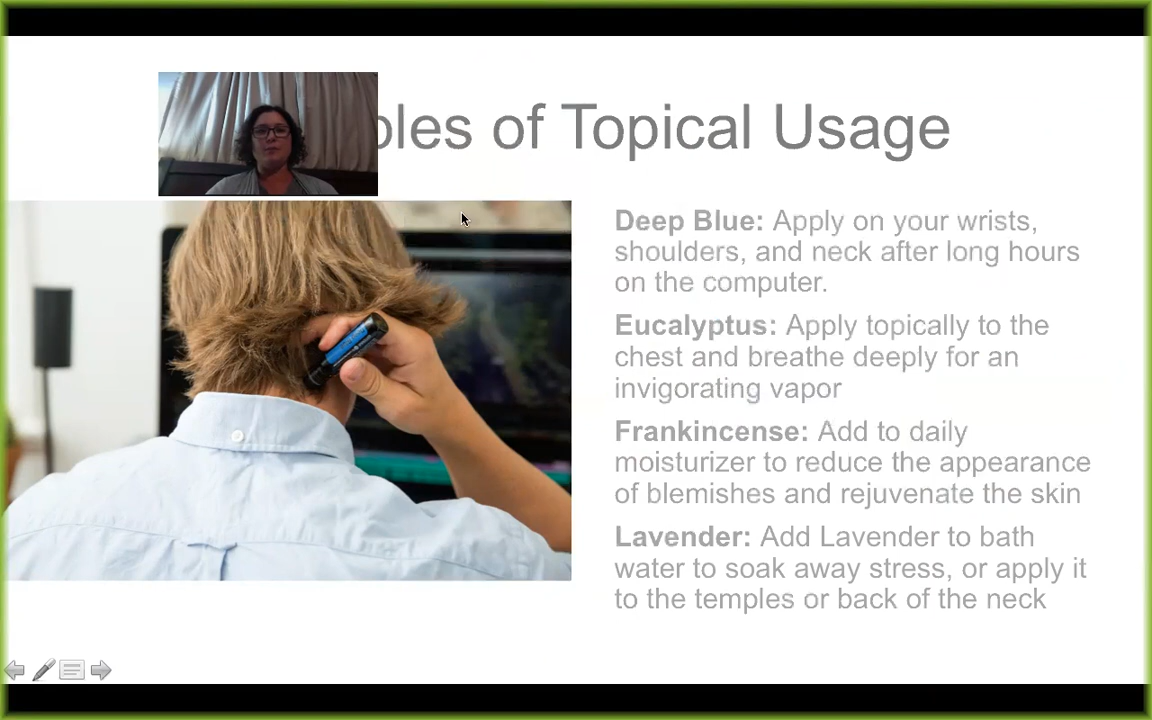 ples of Topical Usage
Deep Blue: Apply on your wrists,
shoulders, and neck after long hours
on the computer.
Eucalyptus: Apply topically to the
chest and breathe deeply for an
invigorating vapor
Frankincense: Add to daily
moisturizer to reduce the appearance
of blemishes and rejuvenate the skin
Lavender: Add Lavender to bath
water to soak away stress, or apply it
to the temples or back of the neck